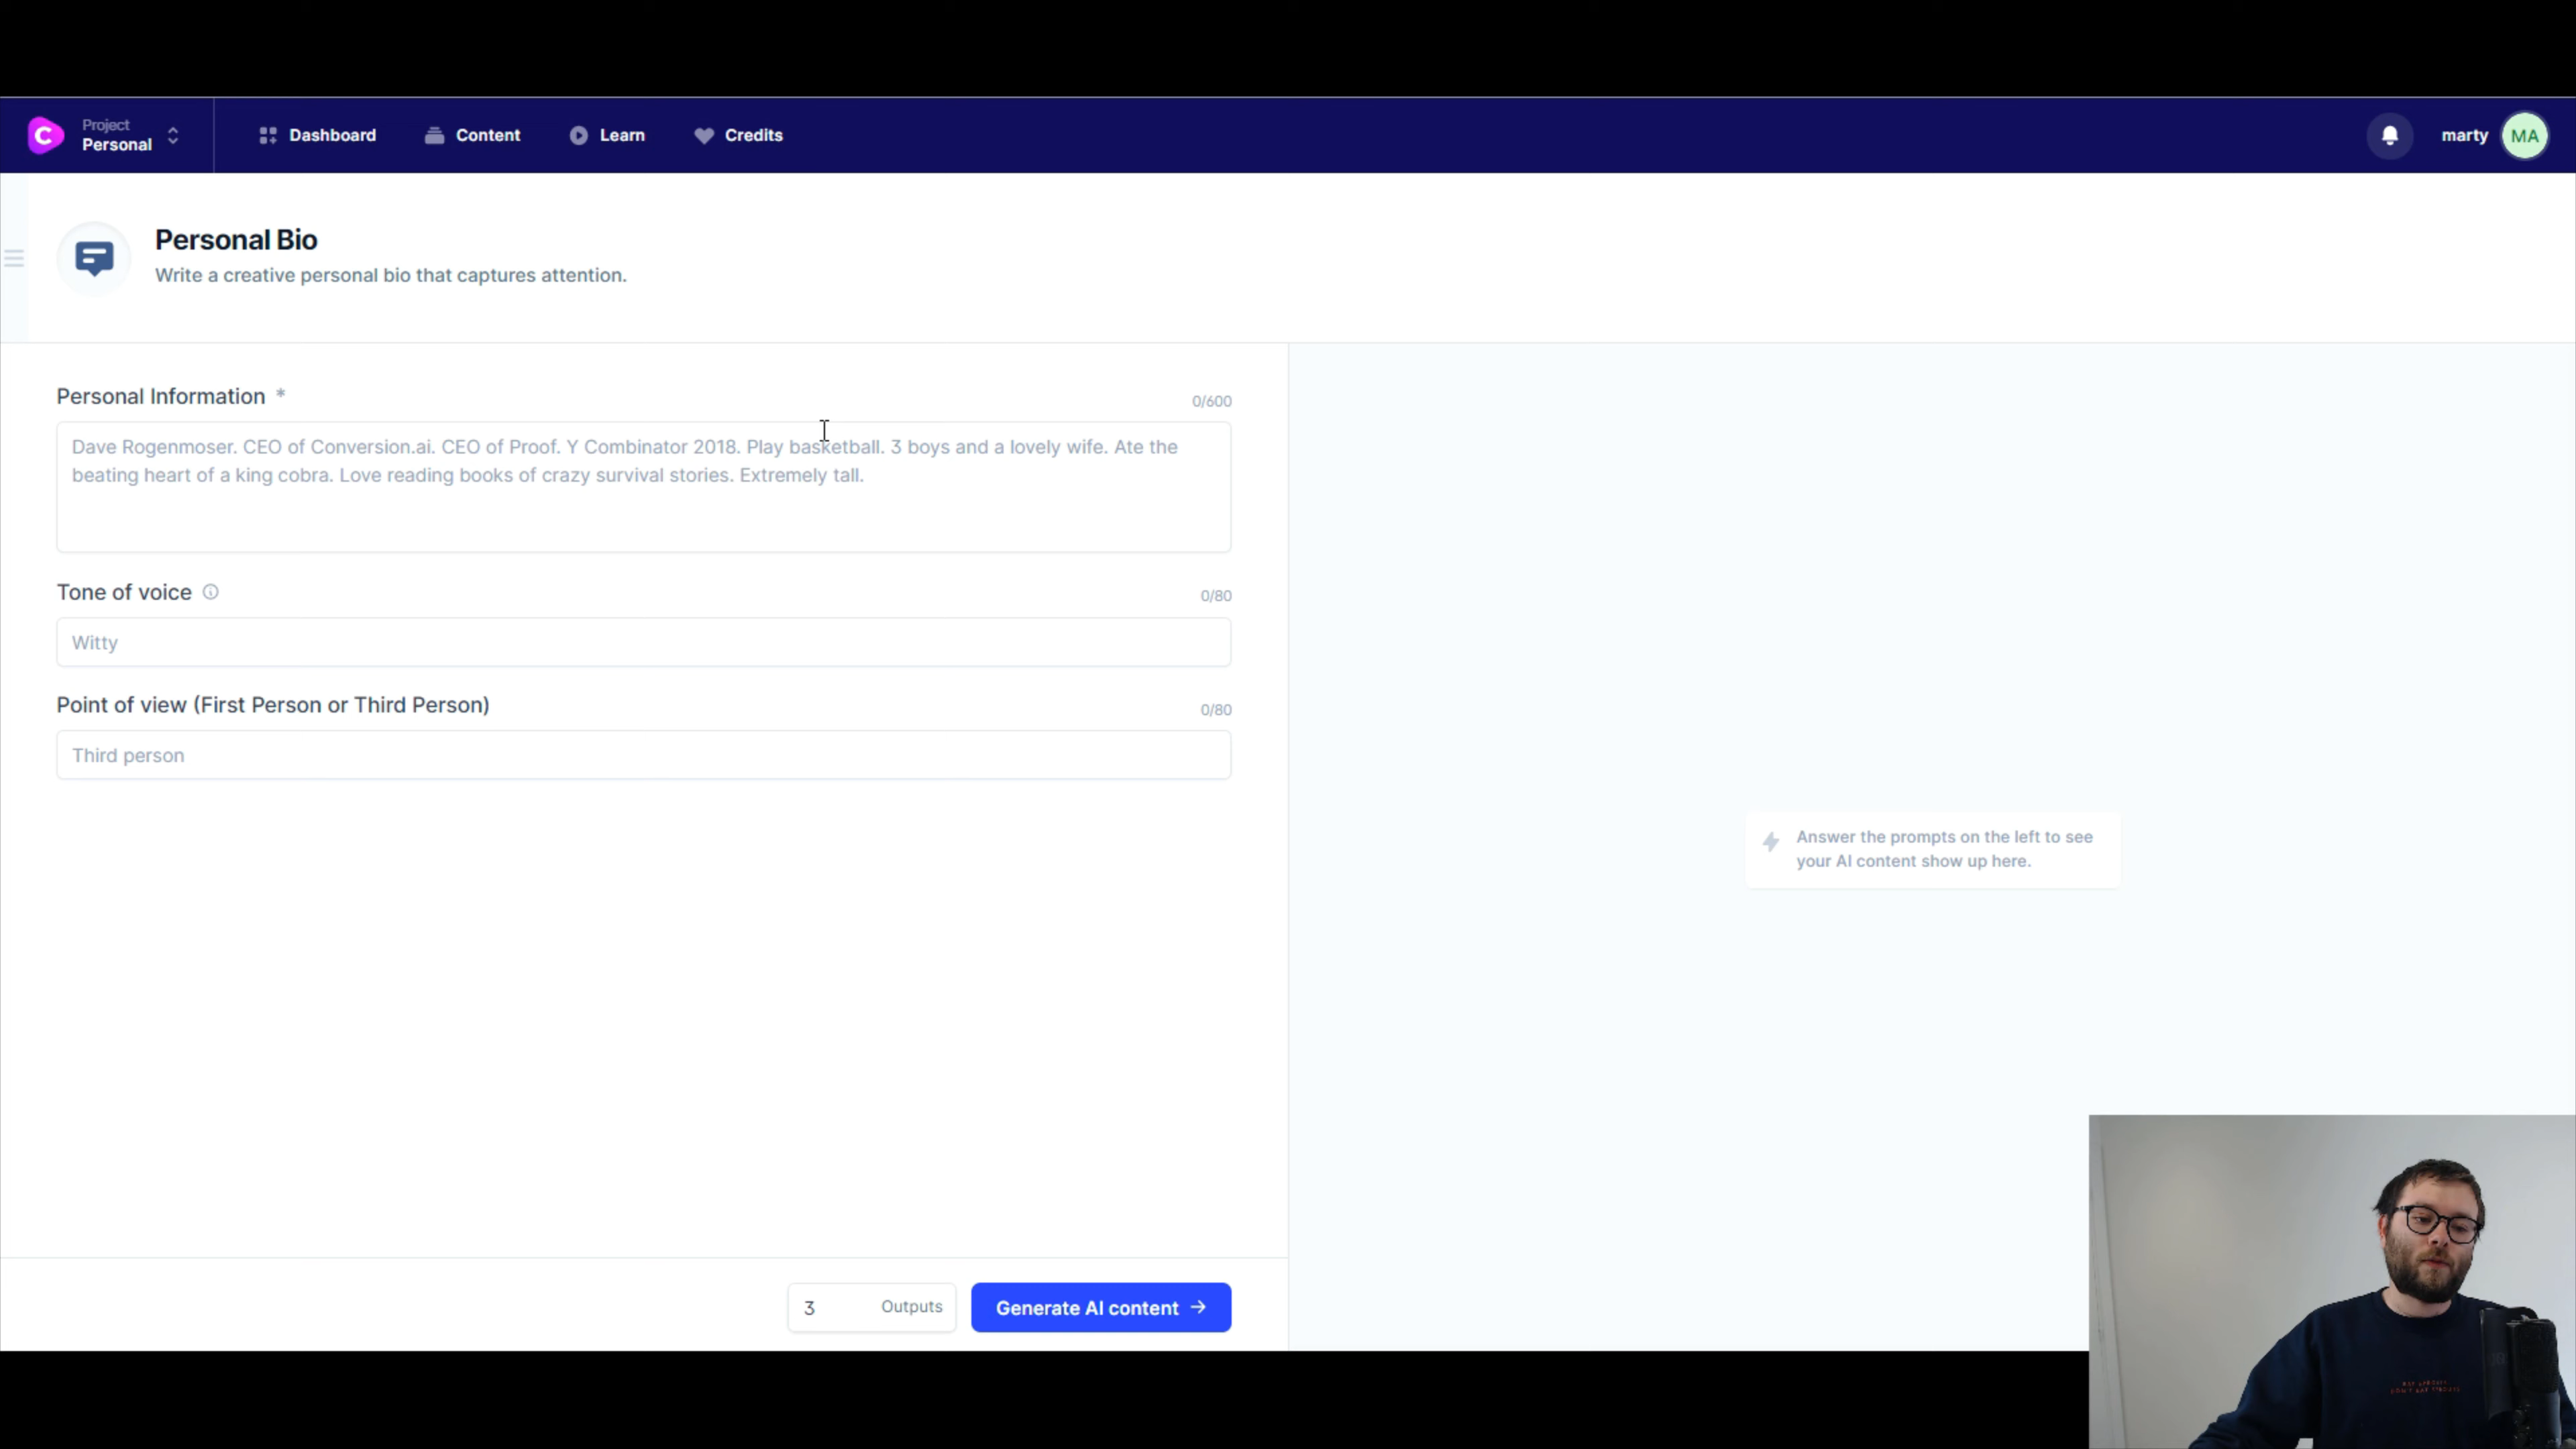 Project
Personal
Dashboard
Content
Learn
Credits
marty
MA
Personal Bio
Write a creative personal bio that captures attention.
Personal Information *
0/600
Dave Rogenmoser. CEO of Conversion.ai. CEO of Proof. Y Combinator 2018. Play basketball. 3 boys and a lovely wife. Ate the
beating heart of a king cobra. Love reading books of crazy survival stories. Extremely tall.
Tone of voice
0/80
Witty
Point of view (First Person or Third Person)
0/80
Third person
Answer the prompts on the left to see
your AI content show up here.
3 Outputs
Generate AI content →